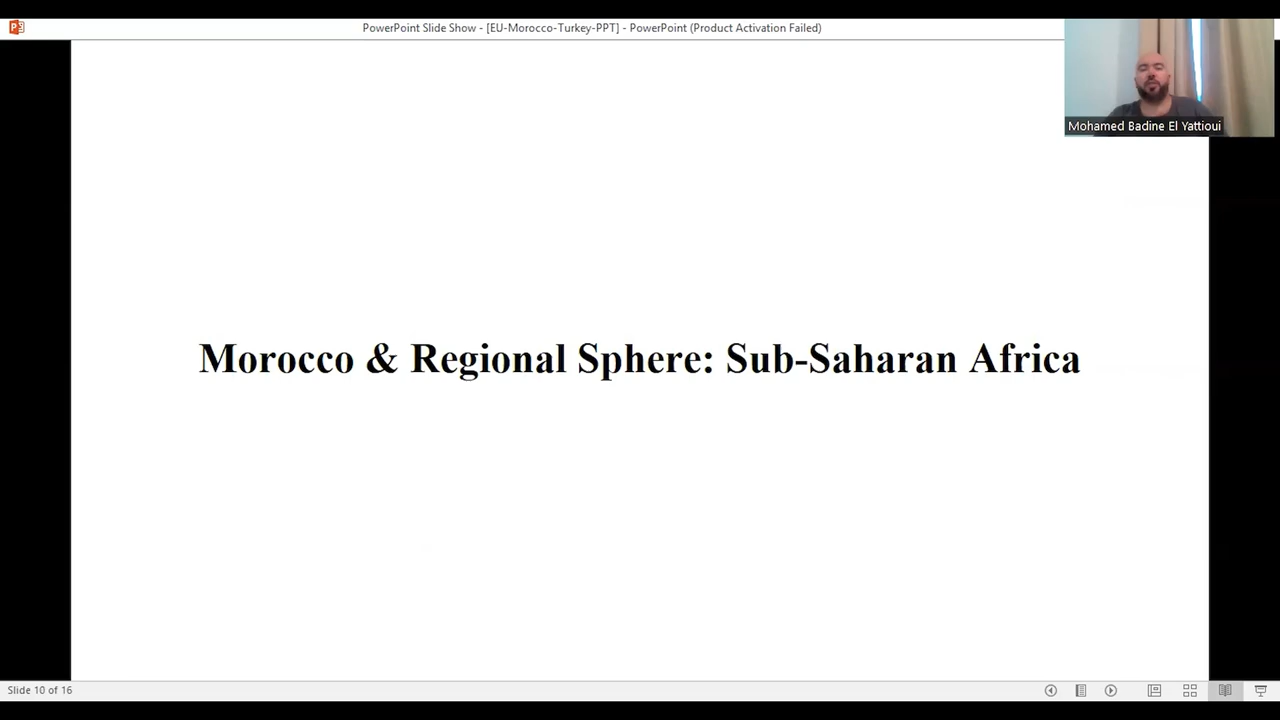 PowerPoint Slide Show - [EU-Morocco-Turkey-PPT] - PowerPoint (Product Activation Failed)
Mohamed Badine El Yattioui
Morocco & Regional Sphere: Sub-Saharan Africa
Slide 10 of 16